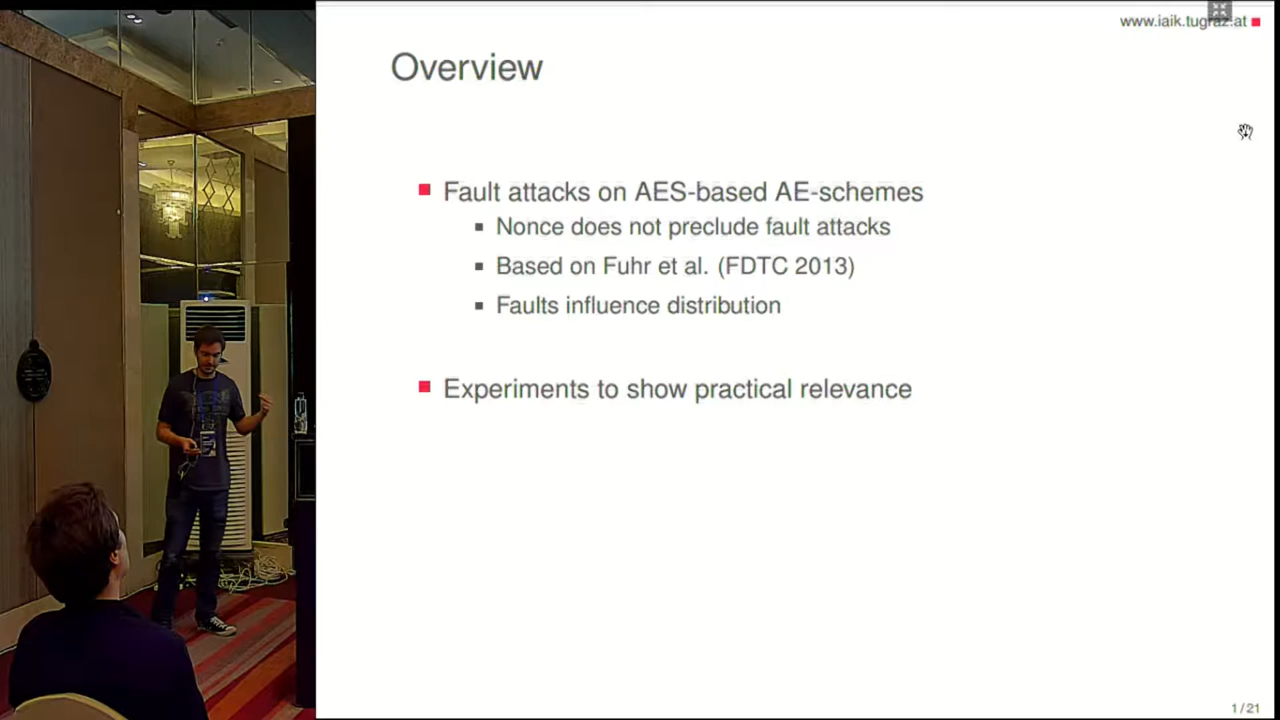 www.iaik.tugraz.at
Overview
Fault attacks on AES-based AE-schemes
Nonce does not preclude fault attacks
Based on Fuhr et al. (FDTC 2013)
Faults influence distribution
Experiments to show practical relevance
1 / 21